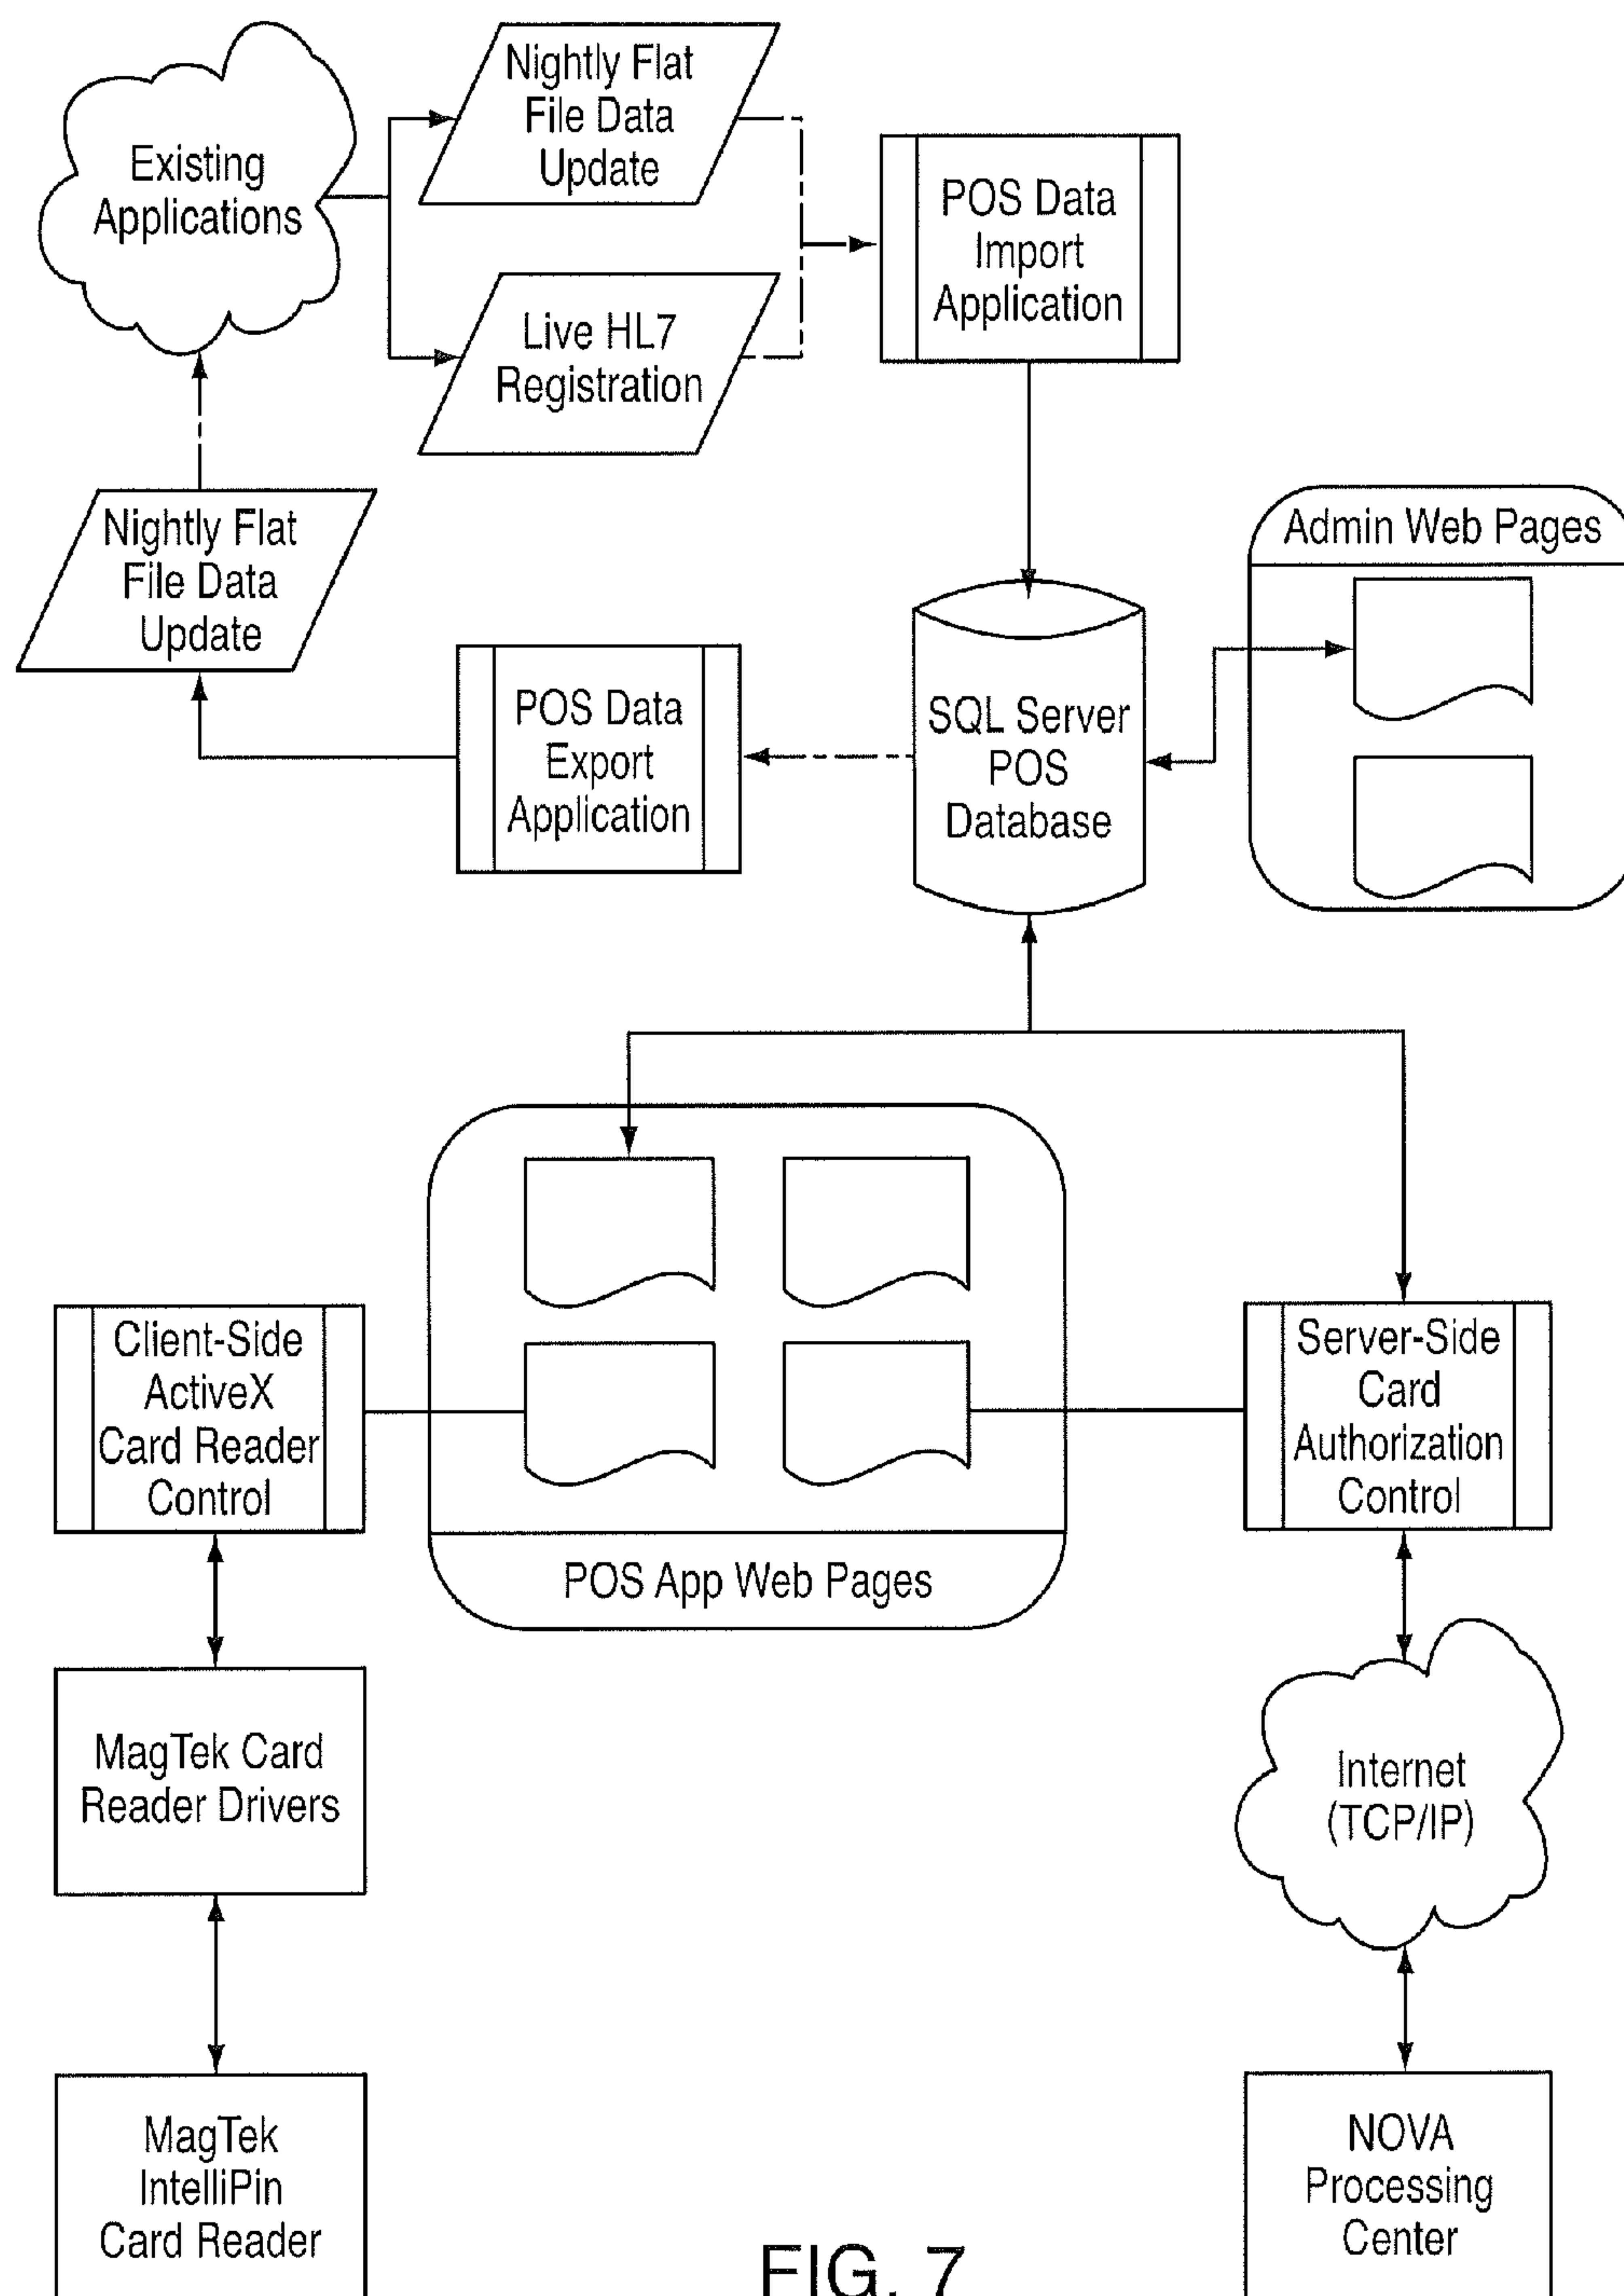 Nightly Flat
File Data
Update
Existing
Applications
POS Data
Import
Application
Live HL7
Registration
Nightly Flat
File Data
Update
Admin Web Pages
POS Data
Export
Application
SQL Server
POS
Database
Client-Side
ActiveX
Card Reader
Control
Server-Side
Card
Authorization
Control
POS App Web Pages
MagTek Card
Reader Drivers
Internet
(TCP/IP)
MagTek
IntelliPin
Card Reader
NOVA
Processing
Center
FIG. 7